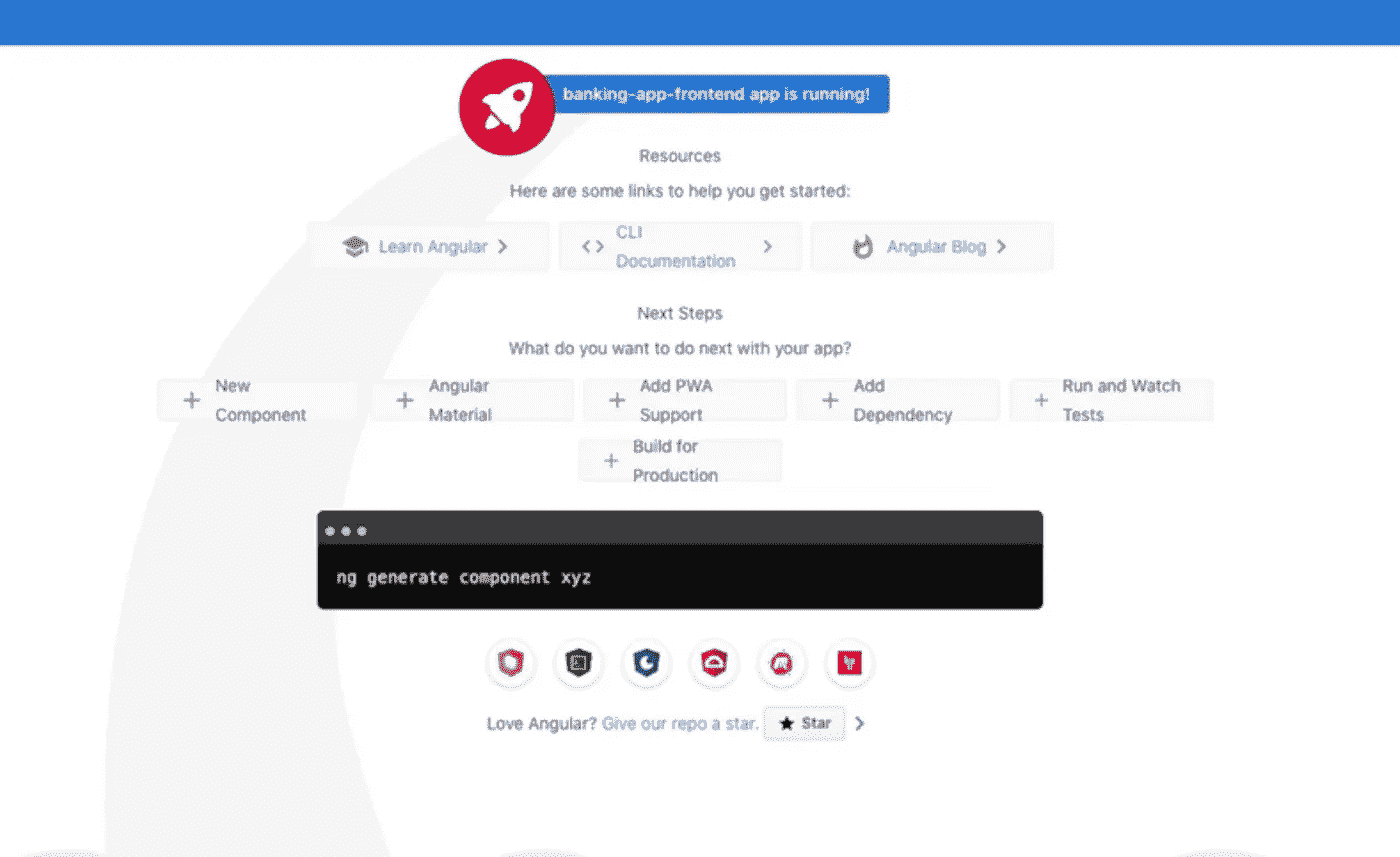 banking-app-frontend app is running!
Resources
Here are some links to help you get started:
Learn Angular
CLI
Documentation
Angular Blog
Next Steps
What do you want to do next with your app?
New
Component
Angular
Material
Add PWA
Support
Add
Dependency
Run and Watch
Tests
Build for
Production
ng generate component xyz
Love Angular? Give our repo a star. Star